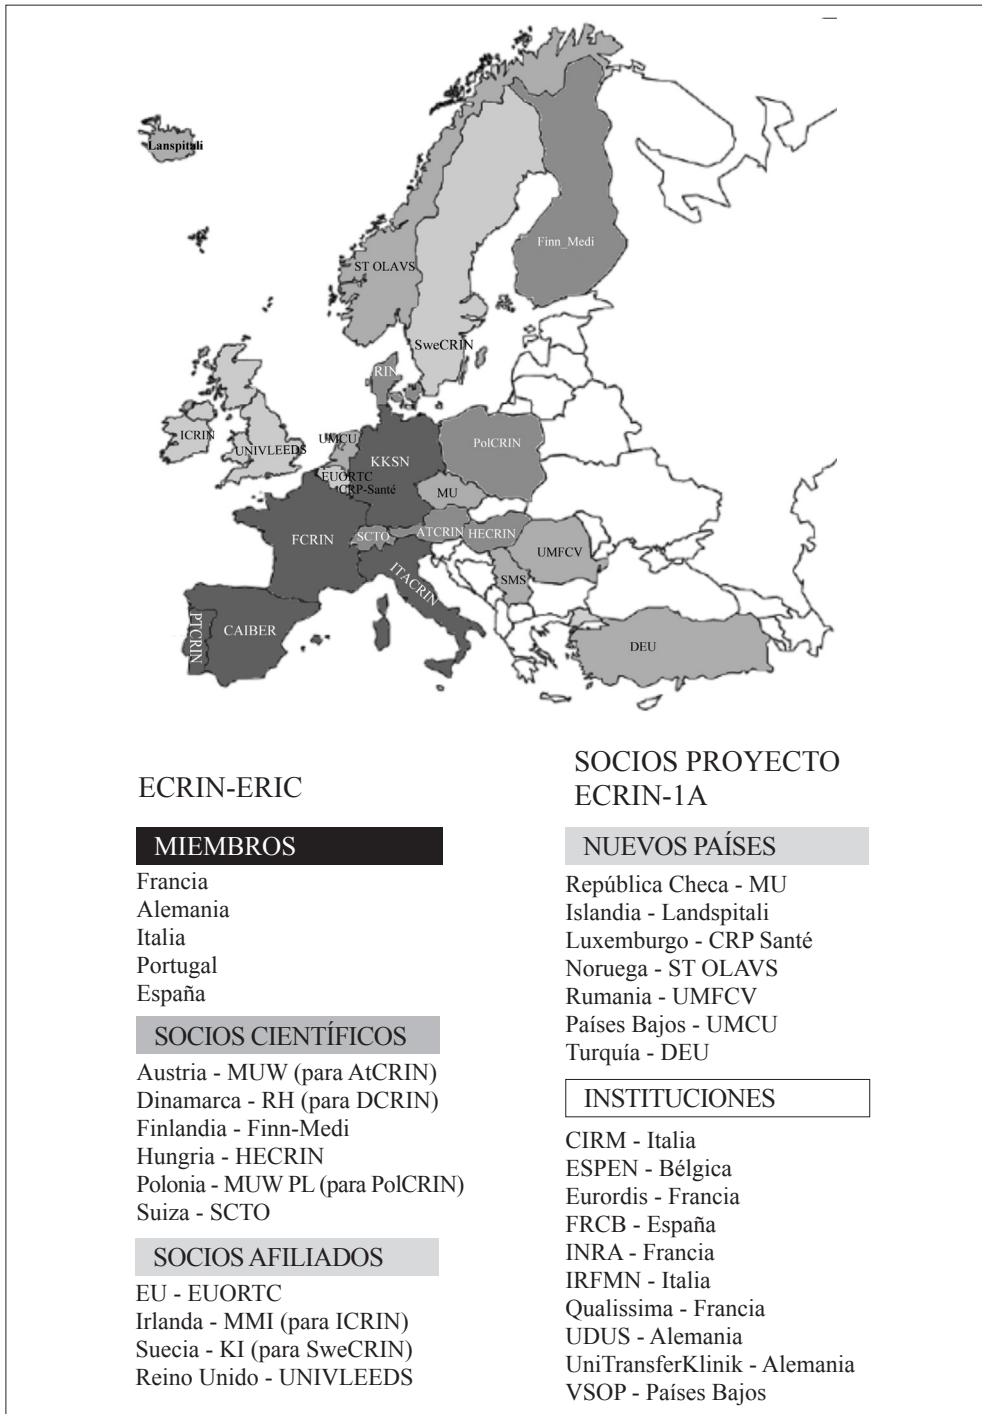 Lanspitali
Finn_Medi
ST OLAVS
SweCRIN
RIN
ICRIN
UNIVLEEDS
UMCU
KKSN
PolCRIN
EUORTC
CRP-Santé
MU
FCRIN
SCTO
ATCRIN
HECRIN
UMFCV
ITACRIN
SMS
PTCRIN
CAIBER
DEU
ECRIN-ERIC
MIEMBROS
Francia
Alemania
Italia
Portugal
España
SOCIOS CIENTÍFICOS
Austria - MUW (para AtCRIN)
Dinamarca - RH (para DCRIN)
Finlandia - Finn-Medi
Hungria - HECRIN
Polonia - MUW PL (para PolCRIN)
Suiza - SCTO
SOCIOS AFILIADOS
EU - EUORTC
Irlanda - MMI (para ICRIN)
Suecia - KI (para SweCRIN)
Reino Unido - UNIVLEEDS
SOCIOS PROYECTO
ECRIN-1A
NUEVOS PAÍSES
República Checa - MU
Islandia - Landspitali
Luxemburgo - CRP Santé
Noruega - ST OLAVS
Rumania - UMFCV
Países Bajos - UMCU
Turquía - DEU
INSTITUCIONES
CIRM - Italia
ESPEN - Bélgica
Eurordis - Francia
FRCB - España
INRA - Francia
IRFMN - Italia
Qualissima - Francia
UDUS - Alemania
UniTransferKlinik - Alemania
VSOP - Países Bajos